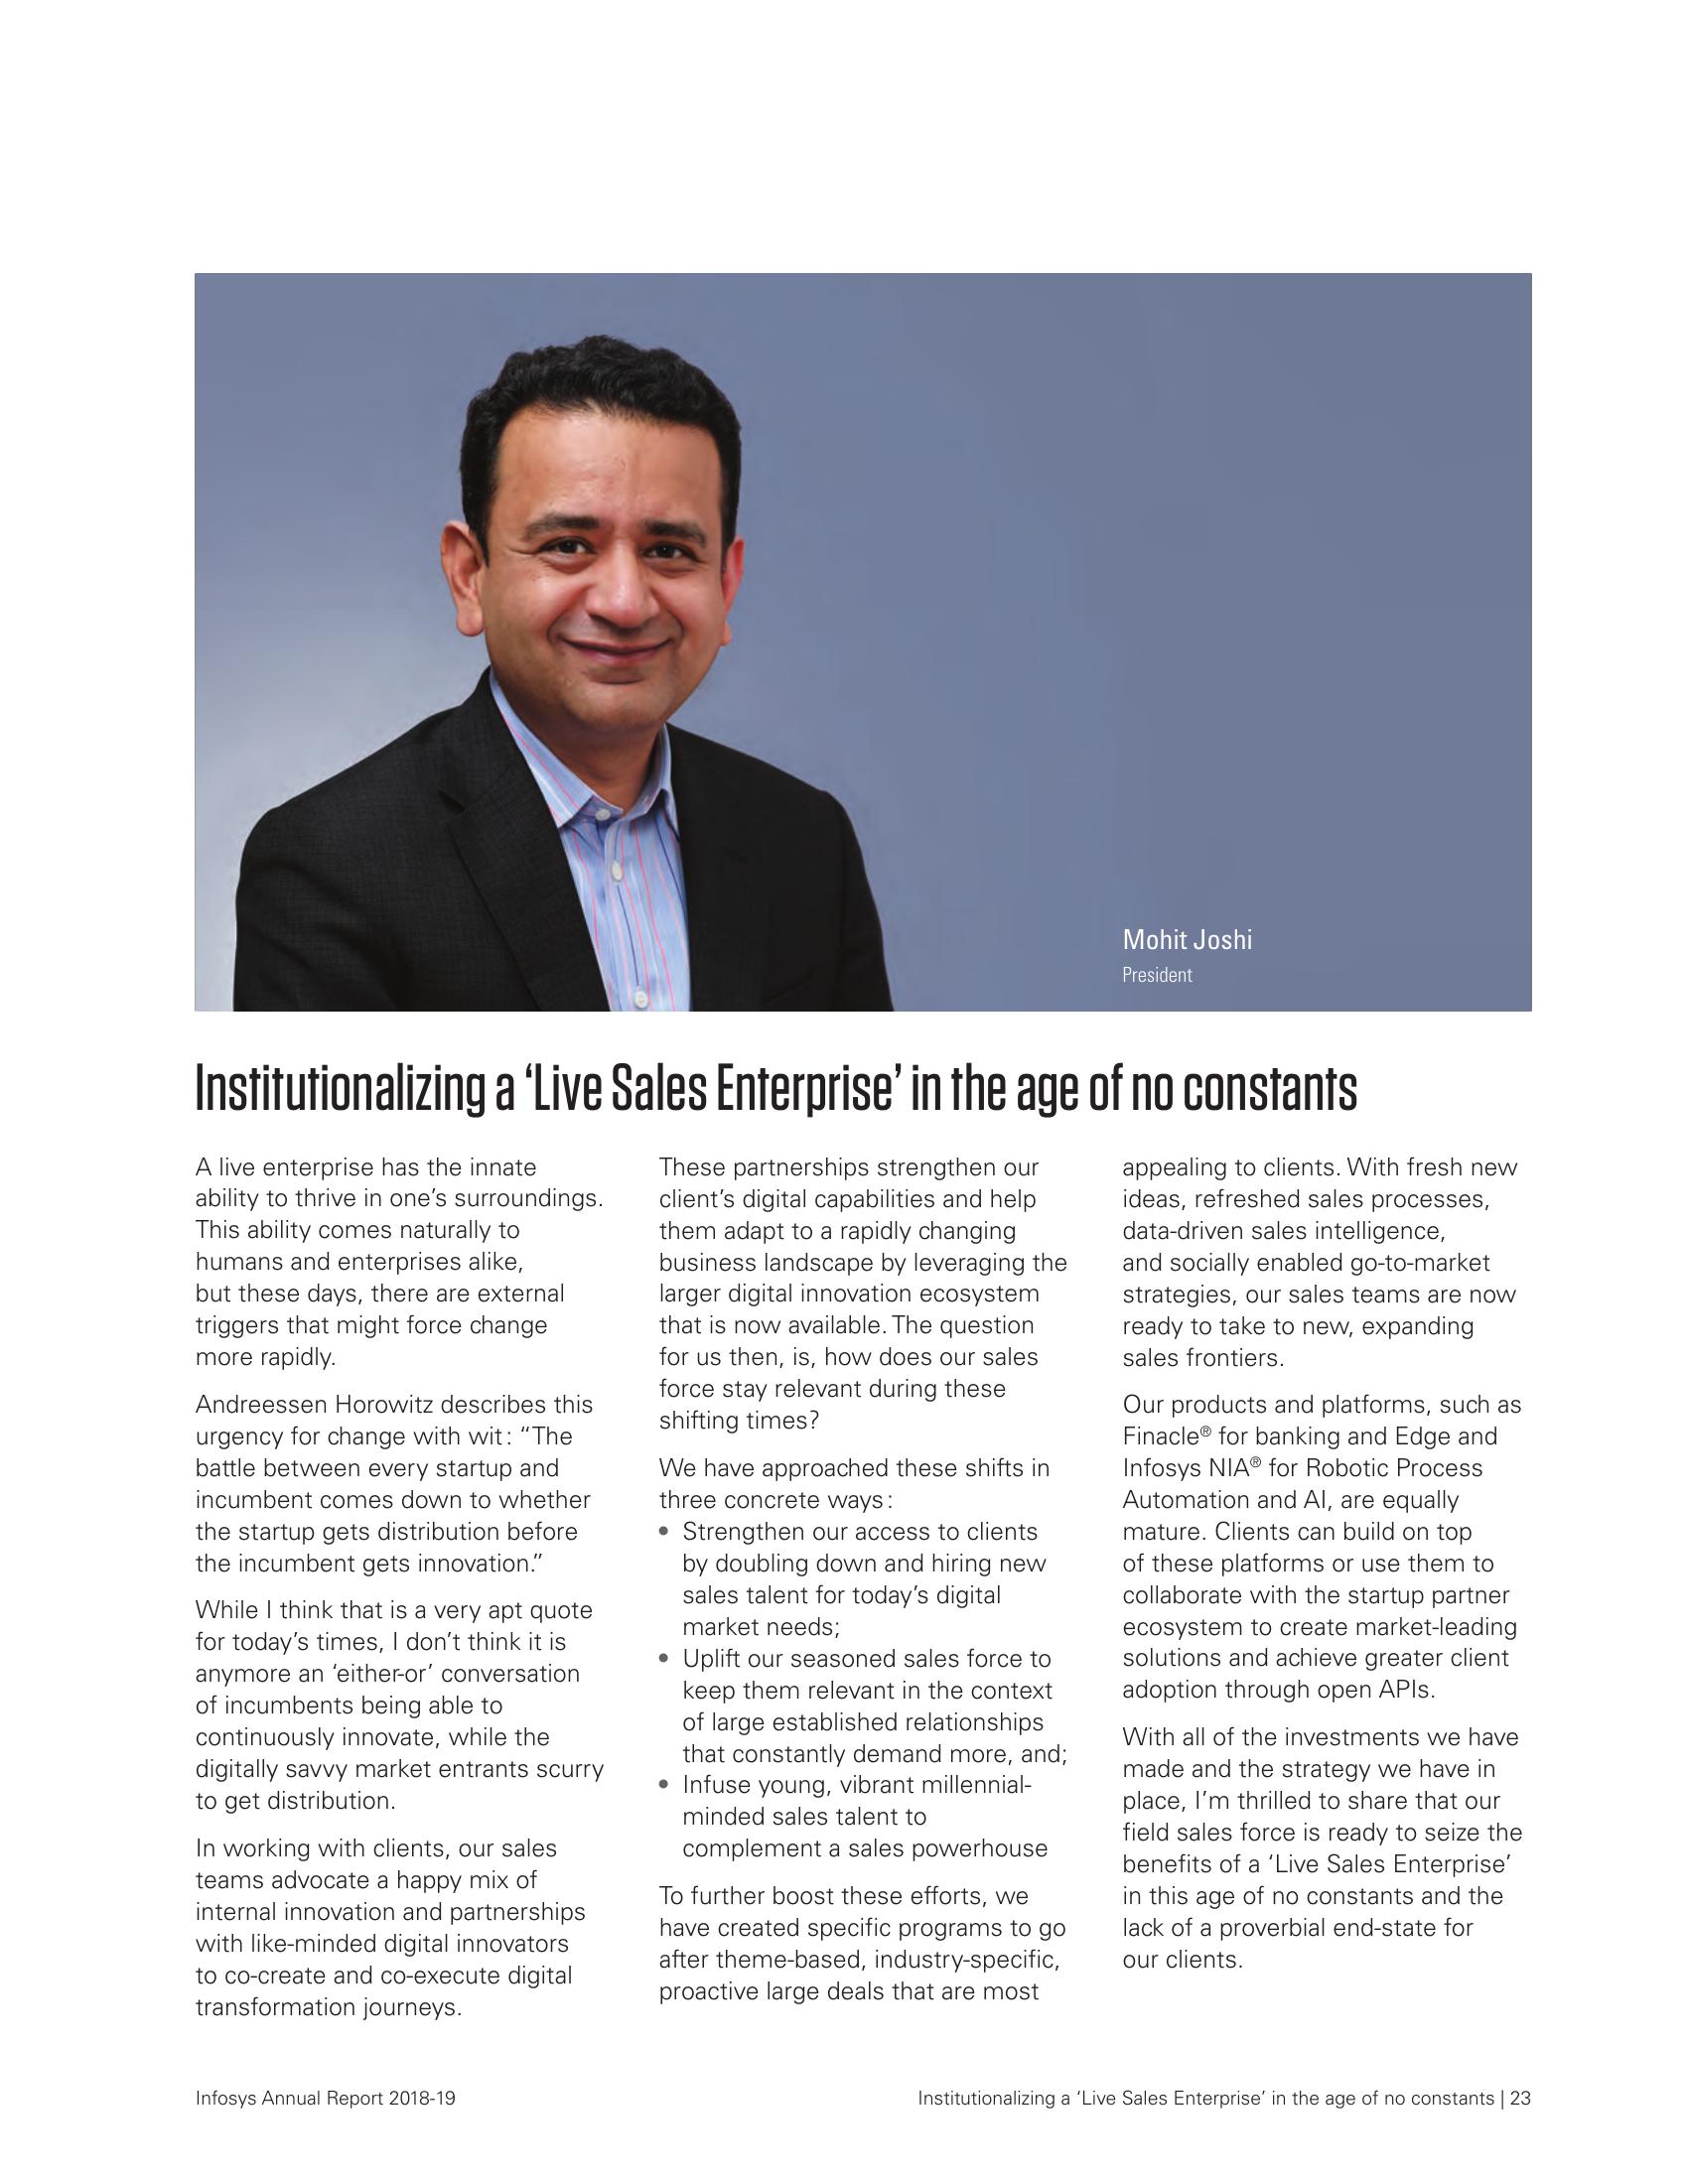 Mohit Joshi
President
Institutionalizing a ‘Live Sales Enterprise’ in the age of no constants
A live enterprise has the innate
ability to thrive in one’s surroundings.
This ability comes naturally to
humans and enterprises alike,
but these days, there are external
triggers that might force change
more rapidly.
Andreessen Horowitz describes this
urgency for change with wit: “The
battle between every startup and
incumbent comes down to whether
the startup gets distribution before
the incumbent gets innovation.”
While I think that is a very apt quote
for today’s times, I don’t think it is
anymore an ‘either-or’ conversation
of incumbents being able to
continuously innovate, while the
digitally savvy market entrants scurry
to get distribution.
In working with clients, our sales
teams advocate a happy mix of
internal innovation and partnerships
with like-minded digital innovators
to co-create and co-execute digital
transformation journeys.
These partnerships strengthen our
client’s digital capabilities and help
them adapt to a rapidly changing
business landscape by leveraging the
larger digital innovation ecosystem
that is now available. The question
for us then, is, how does our sales
force stay relevant during these
shifting times?
We have approached these shifts in
three concrete ways:
• Strengthen our access to clients
by doubling down and hiring new
sales talent for today’s digital
market needs;
• Uplift our seasoned sales force to
keep them relevant in the context
of large established relationships
that constantly demand more, and;
• Infuse young, vibrant millennial-
minded sales talent to
complement a sales powerhouse
To further boost these efforts, we
have created specific programs to go
after theme-based, industry-specific,
proactive large deals that are most
appealing to clients. With fresh new
ideas, refreshed sales processes,
data-driven sales intelligence,
and socially enabled go-to-market
strategies, our sales teams are now
ready to take to new, expanding
sales frontiers.
Our products and platforms, such as
Finacle® for banking and Edge and
Infosys NIA® for Robotic Process
Automation and AI, are equally
mature. Clients can build on top
of these platforms or use them to
collaborate with the startup partner
ecosystem to create market-leading
solutions and achieve greater client
adoption through open APIs.
With all of the investments we have
made and the strategy we have in
place, I’m thrilled to share that our
field sales force is ready to seize the
benefits of a ‘Live Sales Enterprise’
in this age of no constants and the
lack of a proverbial end-state for
our clients.
Infosys Annual Report 2018-19
Institutionalizing a ‘Live Sales Enterprise’ in the age of no constants | 23